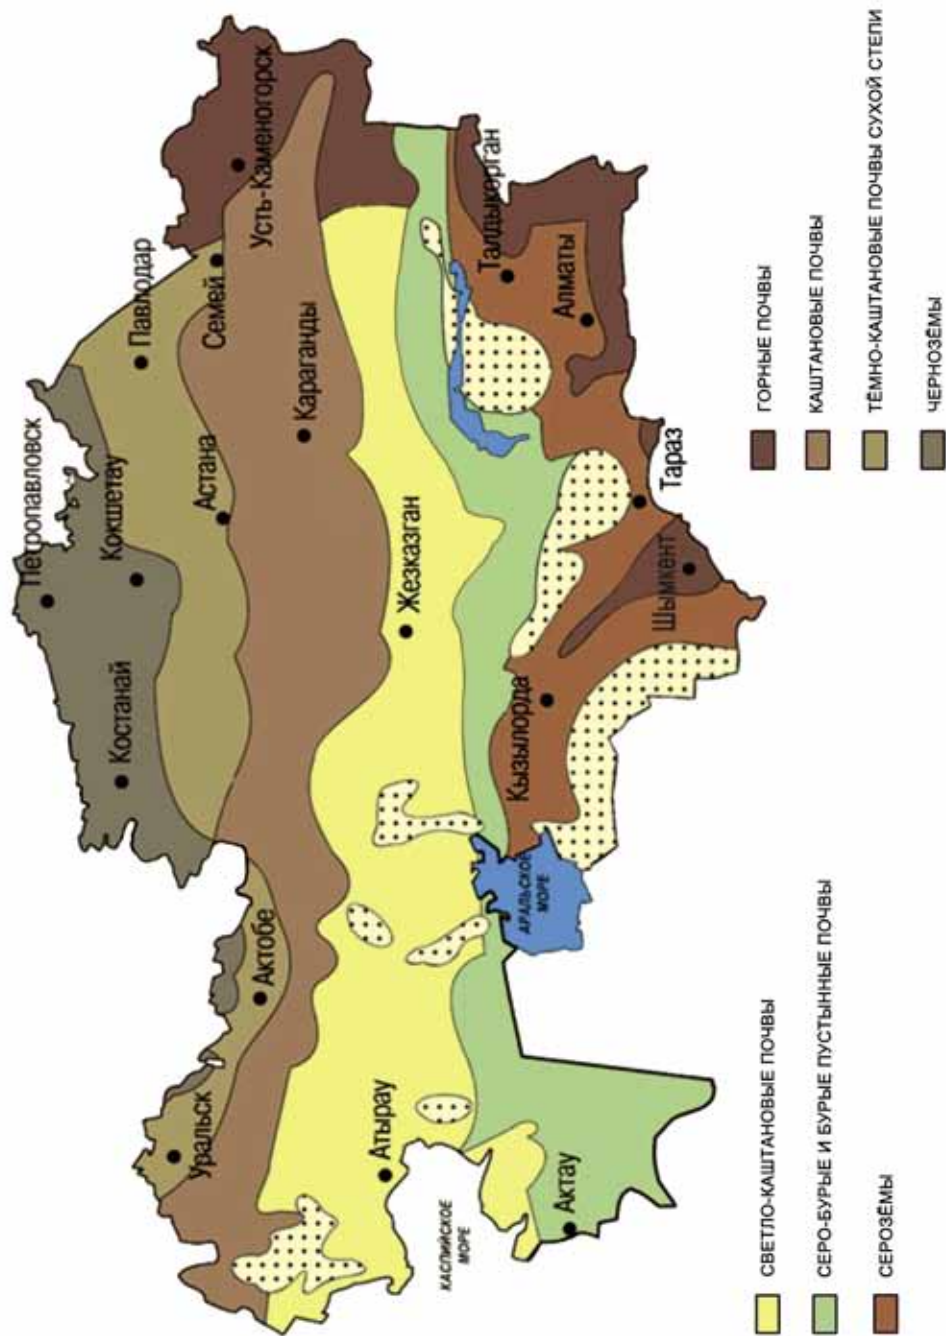 Петропавловск
Костанай
Кокшетау
Павлодар
Уральск
Актобе
Астана
Семей
Усть-Каменогорск
Караганды
Атырау
Жезказган
КАСПИЙСКОЕ
МОРЕ
Актау
АРАЛЬСКОЕ
МОРЕ
Кызылорда
Талдыкорган
Алматы
Шымкент
Тараз
СВЕТЛО-КАШТАНОВЫЕ ПОЧВЫ
СЕРО-БУРЫЕ И БУРЫЕ ПУСТЫННЫЕ ПОЧВЫ
СЕРОЗЁМЫ
ГОРНЫЕ ПОЧВЫ
КАШТАНОВЫЕ ПОЧВЫ
ТЁМНО-КАШТАНОВЫЕ ПОЧВЫ СУХОЙ СТЕПИ
ЧЕРНОЗЁМЫ